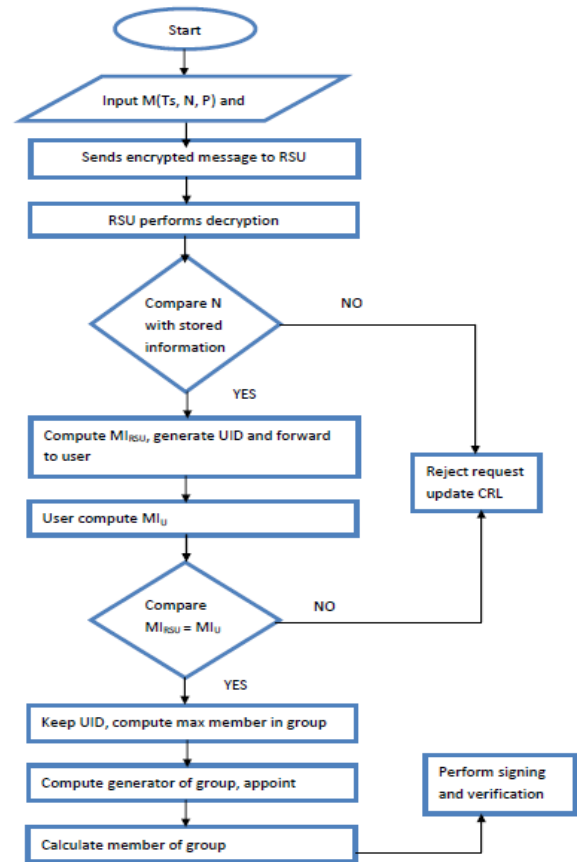 Start
Input M(Ts, N, P) and
Sends encrypted message to RSU
RSU performs decryption
Compare N
with stored
information
NO
YES
Compute MIRSU, generate UID and forward
to user
Reject request
update CRL
User compute MIU
Compare
MIRSU = MIU
NO
YES
Keep UID, compute max member in group
Compute generator of group, appoint
Perform signing
and verification
Calculate member of group